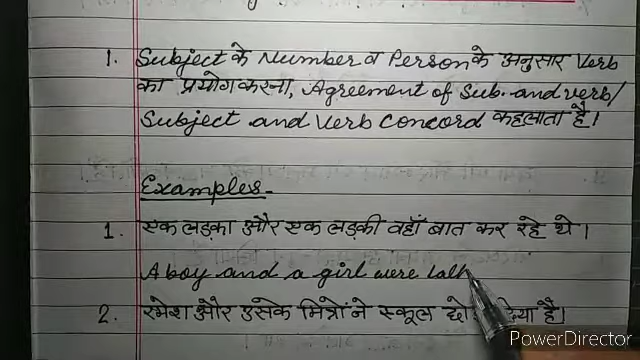 1. Subject के Number व Person के अनुसार Verb
का प्रयोग करना, Agreement of Sub. and verb/
Subject and Verb Concord कहलाता है।
Examples-
1. एक लड़का और एक लड़की वहाँ बात कर रहे थे।
A boy and a girl were talk
2. रमेश और उसके मित्रों ने स्कूल है।
PowerDirector